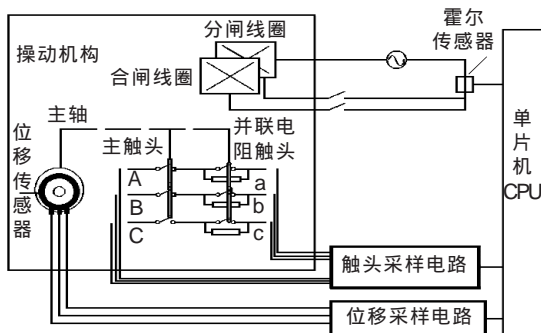 分闸线圈
霍尔
传感器
操动机构
合闸线圈
主轴
并联电
阻触头
主触头
位移传感器
单片机
CPU
A
a
B
b
C
c
触头采样电路
位移采样电路